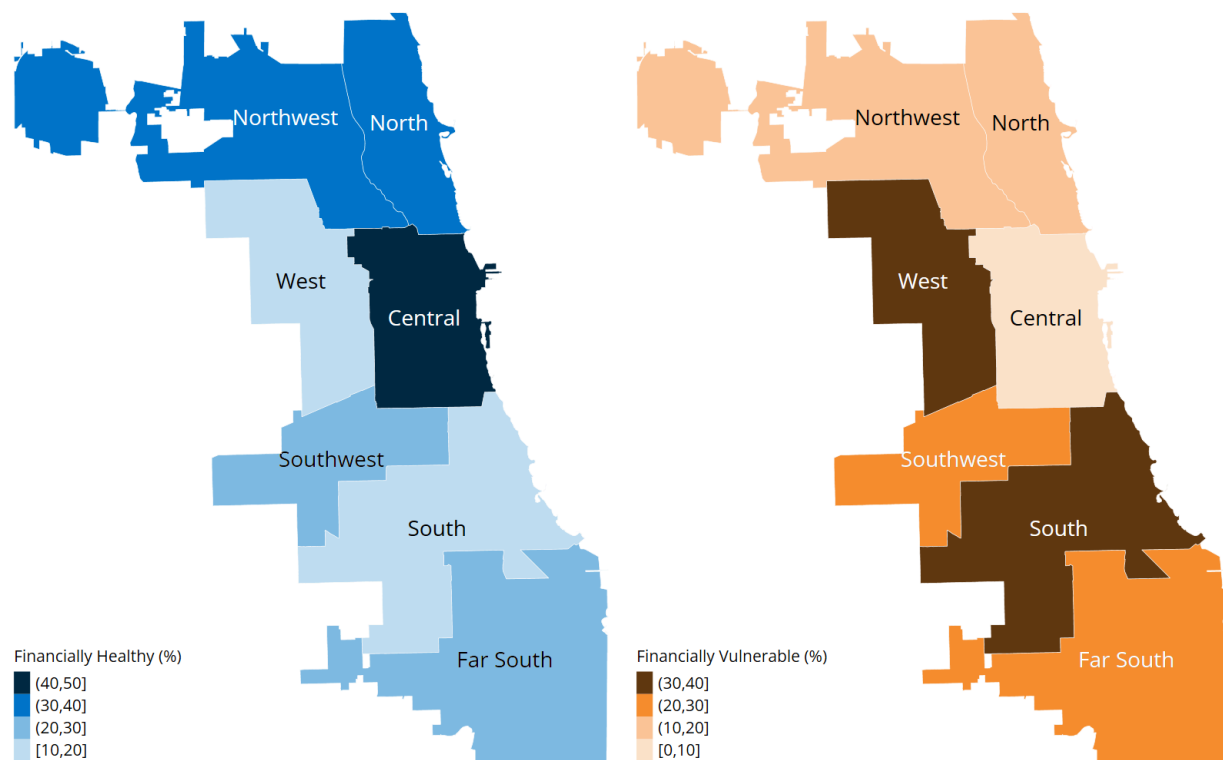 Northwest
North
West
Central
Southwest
South
Far South
Financially Healthy (%)
(40,50]
(30,40]
(20,30]
[10,20]
Northwest
North
West
Central
Southwest
South
Far South
Financially Vulnerable (%)
(30,40]
(20,30]
(10,20]
[0,10]